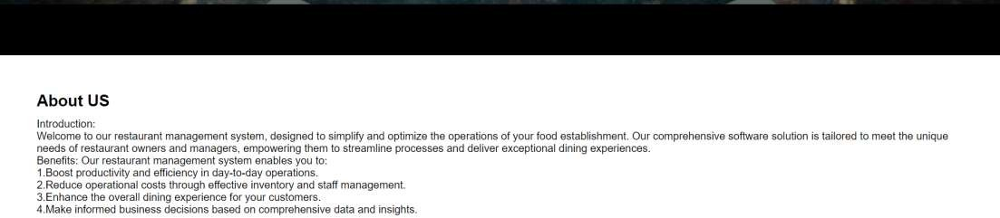 About US
Introduction:
Welcome to our restaurant management system, designed to simplify and optimize the operations of your food establishment. Our comprehensive software solution is tailored to meet the unique
needs of restaurant owners and managers, empowering them to streamline processes and deliver exceptional dining experiences.
Benefits: Our restaurant management system enables you to:
1.Boost productivity and efficiency in day-to-day operations.
2.Reduce operational costs through effective inventory and staff management.
3.Enhance the overall dining experience for your customers.
4.Make informed business decisions based on comprehensive data and insights.